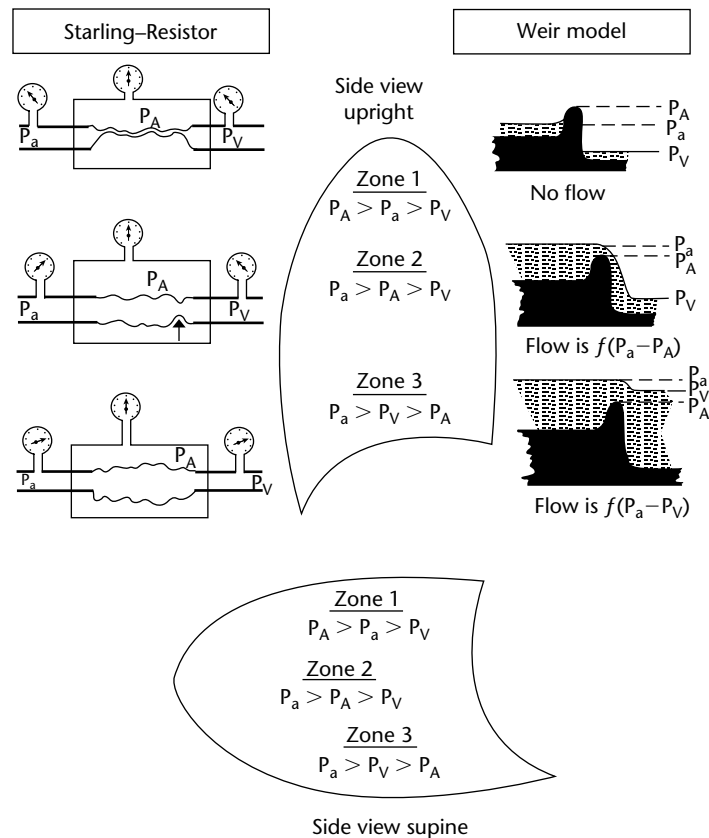 Starling–Resistor
P_a
P_A
P_V
P_a
P_A
P_V
P_a
P_A
P_V
Side view
upright
Zone 1
P_A > P_a > P_V
Zone 2
P_a > P_A > P_V
Zone 3
P_a > P_V > P_A
Weir model
P_A
P_a
P_V
No flow
P_a
P_A
P_V
Flow is f(P_a−P_A)
P_a
P_V
P_A
Flow is f(P_a−P_V)
Zone 1
P_A > P_a > P_V
Zone 2
P_a > P_A > P_V
Zone 3
P_a > P_V > P_A
Side view supine